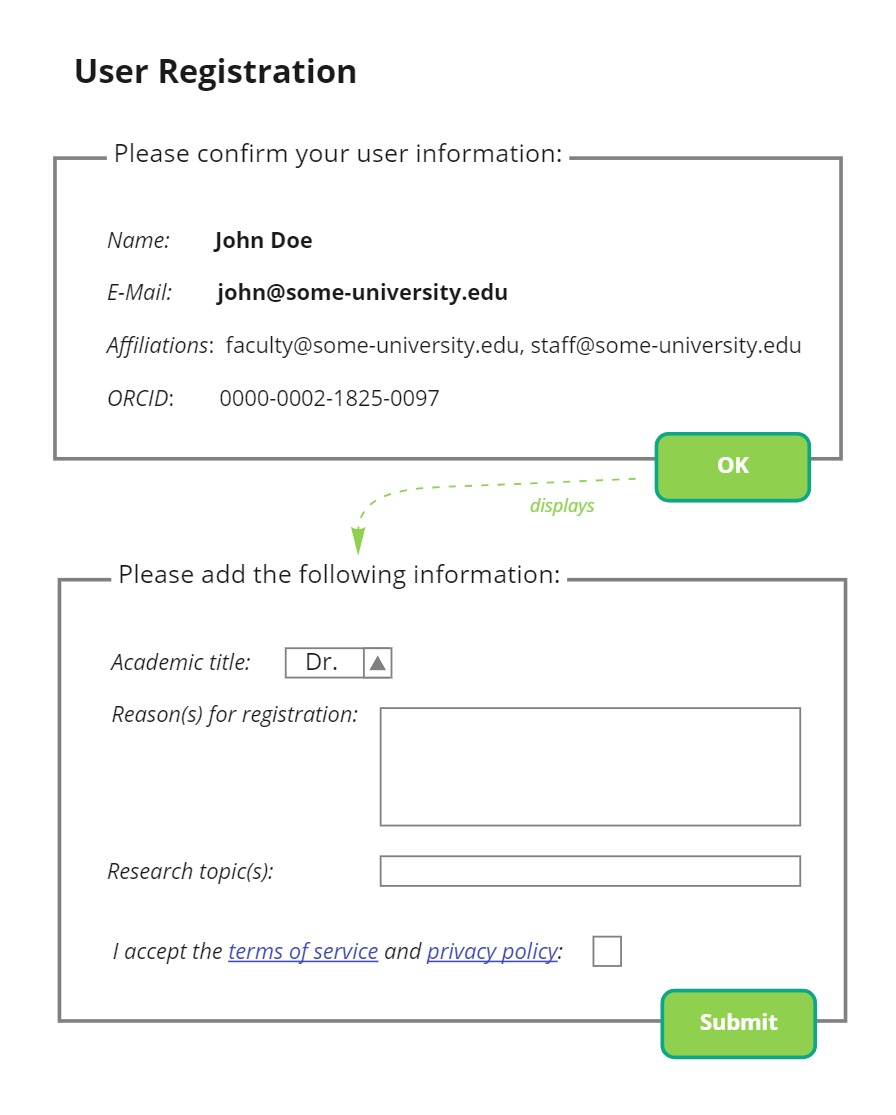 User Registration
Please confirm your user information:
Name: John Doe
E-Mail: john@some-university.edu
Affiliations: faculty@some-university.edu, staff@some-university.edu
ORCID: 0000-0002-1825-0097
OK
displays
Please add the following information:
Academic title: Dr.
Reason(s) for registration:
Research topic(s):
I accept the terms of service and privacy policy:
Submit